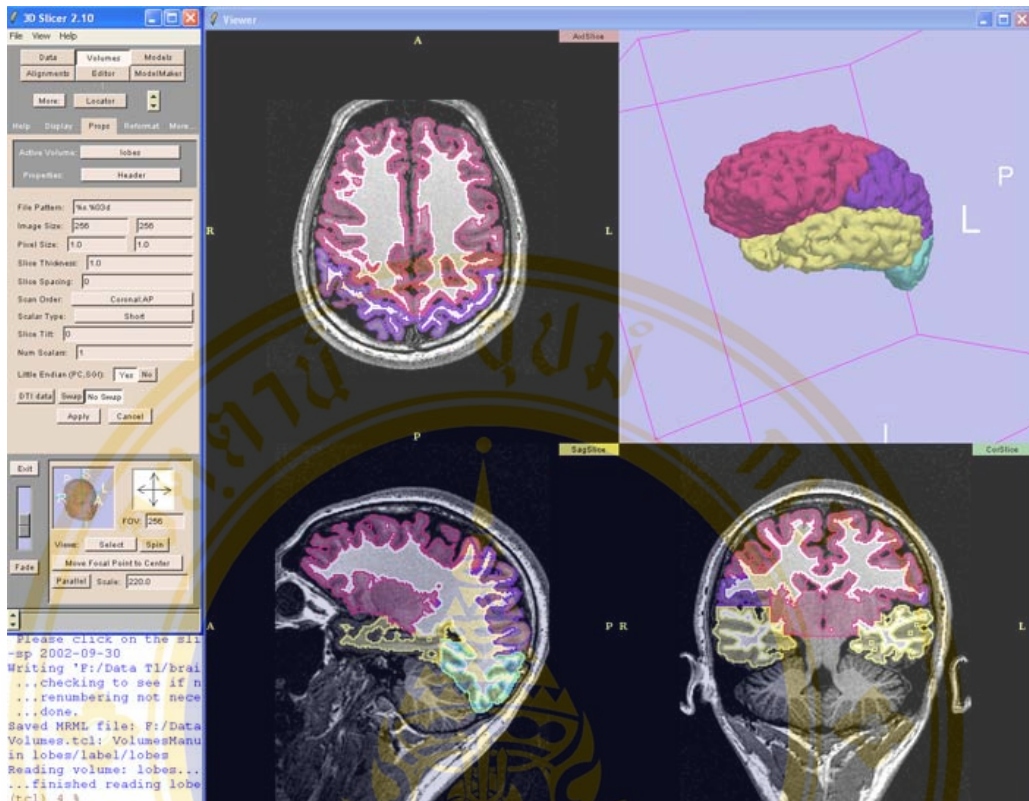 3D Slicer 2.10
File View Help
Data Volumes Models
Alignments Editor ModelMaker
More: Locator
Help Display Props Reformat More...
Active Volume: lobes
Properties: Header
File Pattern: %s.%03d
Image Size: 256 256
Pixel Size: 1.0 1.0
Slice Thickness: 1.0
Slice Spacing: 0
Scan Order: Coronal:AP
Scalar Type: Short
Slice Tilt: 0
Num Scalars: 1
Little Endian (PC,SGI): Yes No
DTI data Swap No Swap
Apply Cancel
Exit
R P S L A
FOV: 256
View: Select Spin
Move Focal Point to Center
Fade
Parallel Scale: 220.0
Please click on the sli
-sp 2002-09-30
Writing 'F:/Data T1/brai
...checking to see if n
...renumbering not nece
...done.
Saved MRML file: F:/Data
Volumes.tcl: VolumesManu
in lobes/label/lobes
Reading volume: lobes...
...finished reading lobe
(tcl) 4 %
Viewer
AxiSlice
A
R L
P
P
L
SagSlice
A P
CorSlice
R L